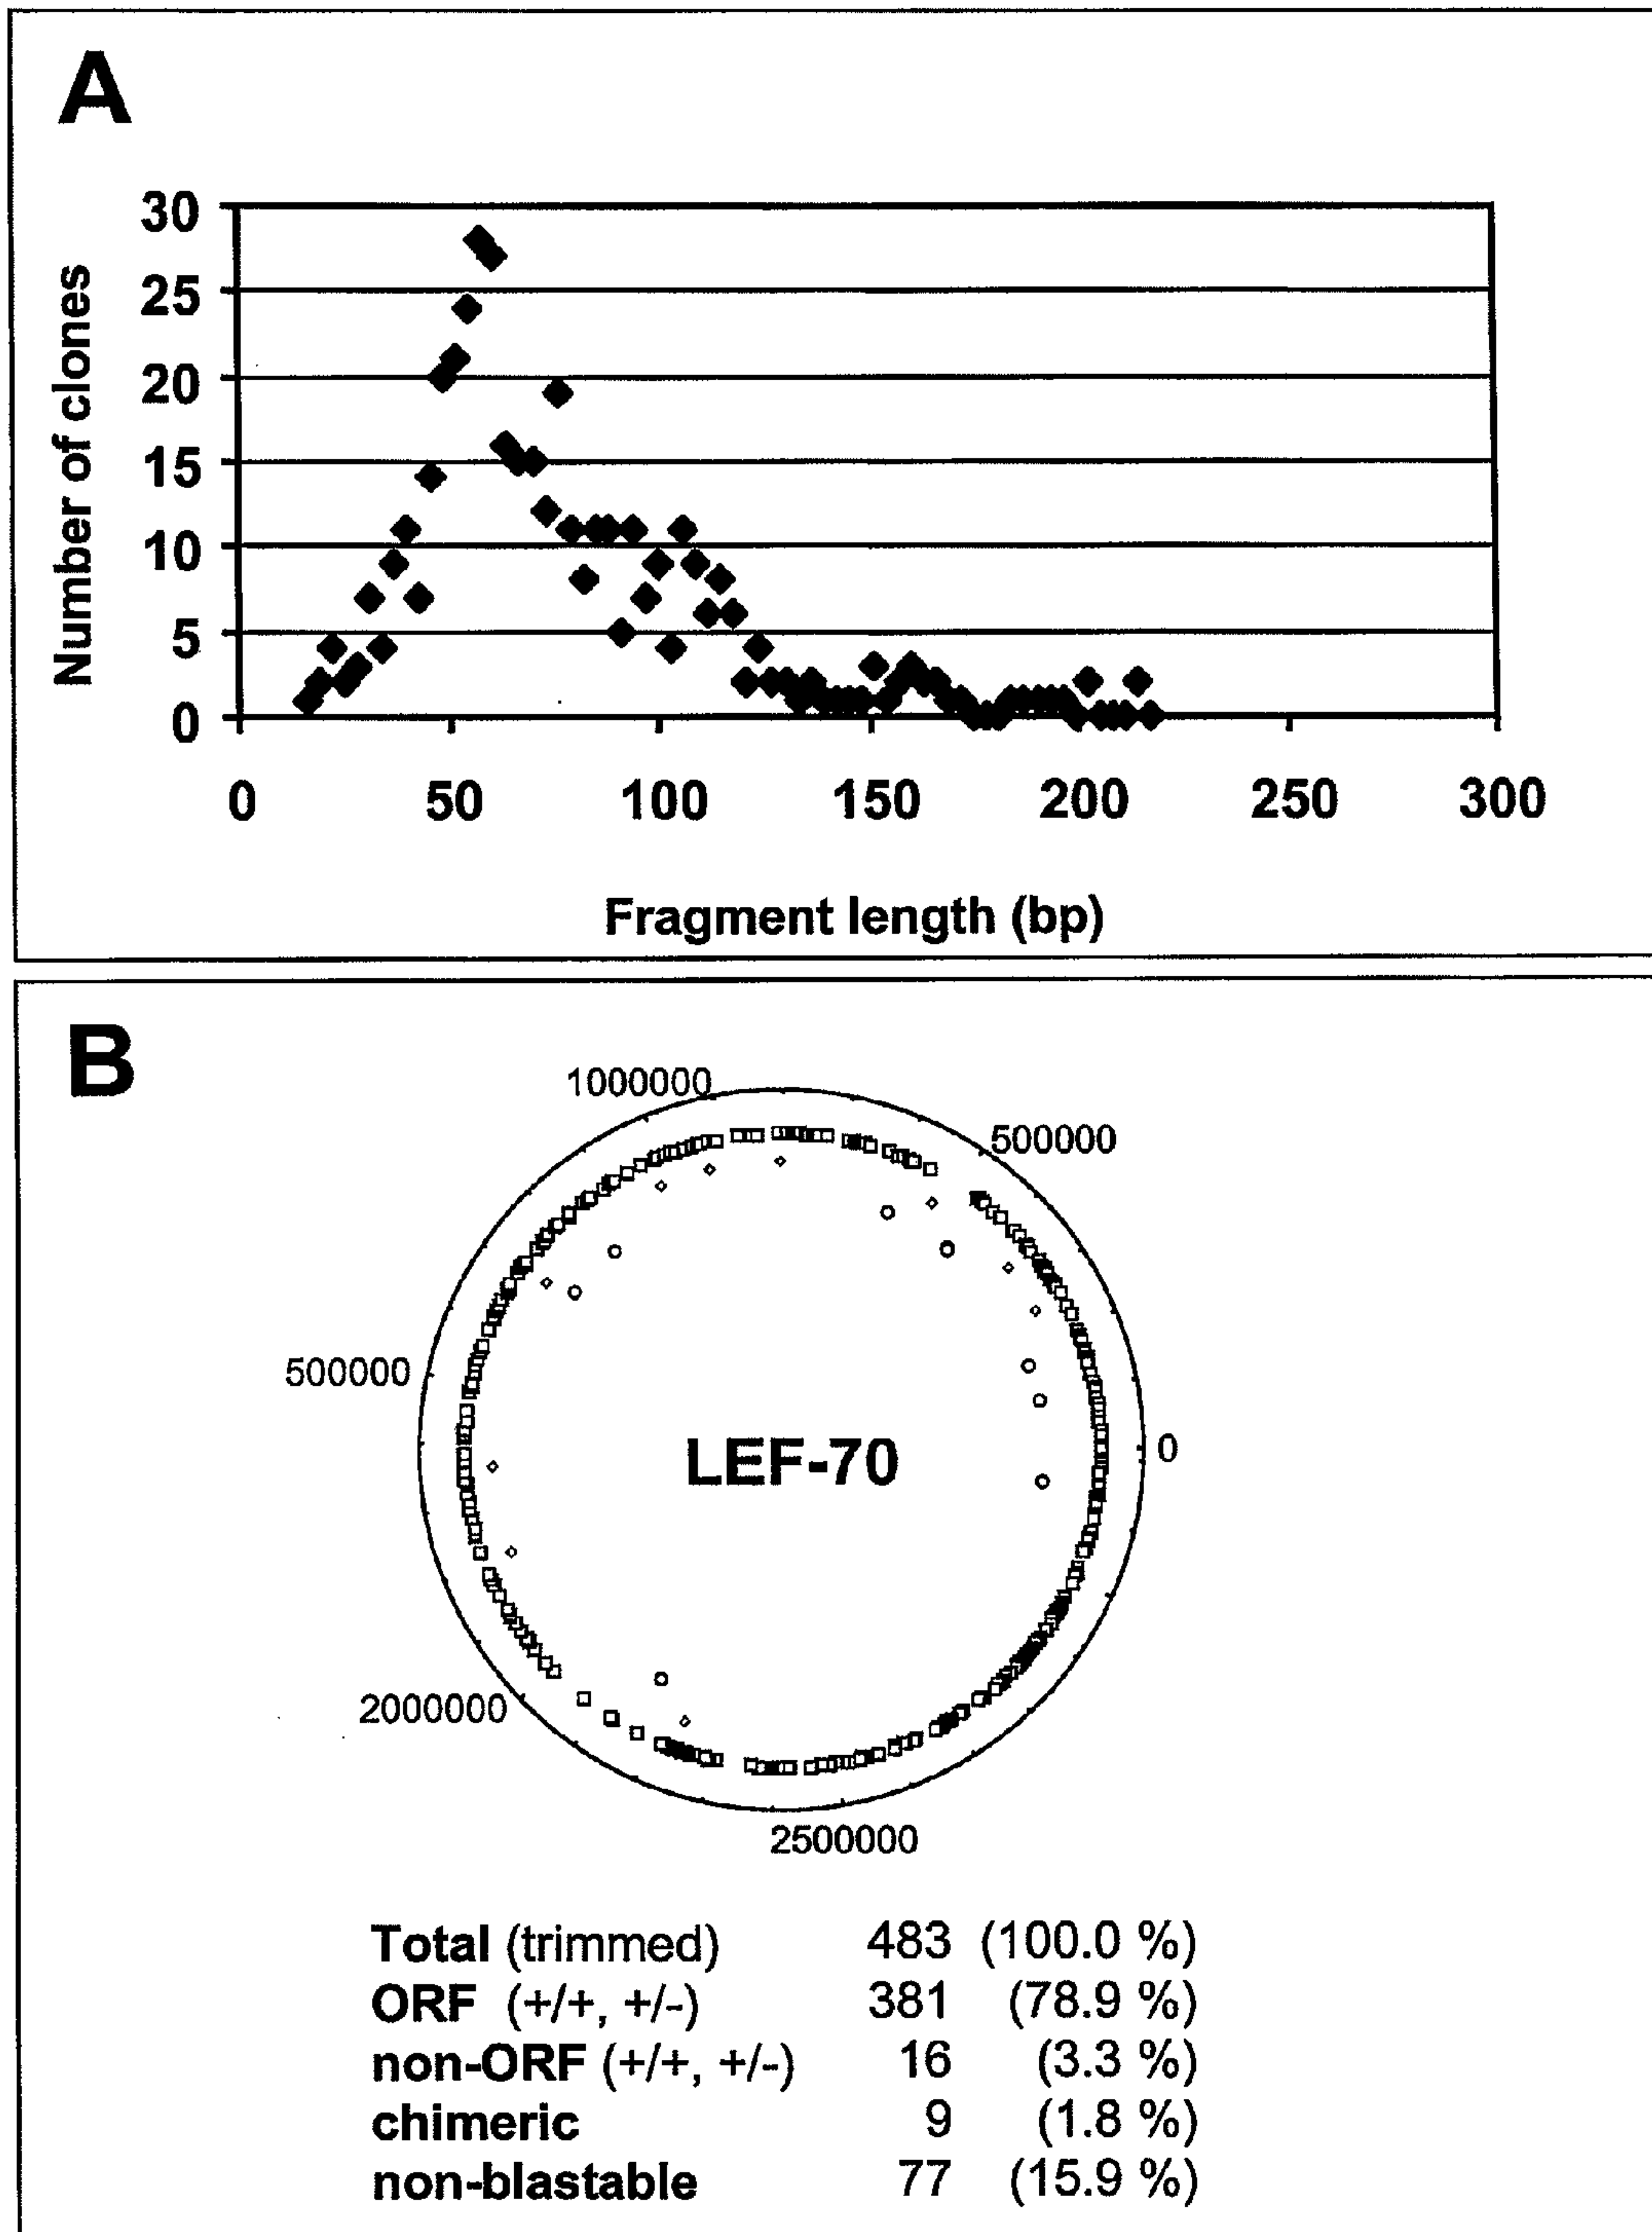 A
30
25
20
15
10
5
0
Number of clones
0 50 100 150 200 250 300
Fragment length (bp)
B
1000000
500000
500000
0
LEF-70
2000000
2500000
Total (trimmed) 483 (100.0 %)
ORF (+/+, +/-) 381 (78.9 %)
non-ORF (+/+, +/-) 16 (3.3 %)
chimeric 9 (1.8 %)
non-blastable 77 (15.9 %)